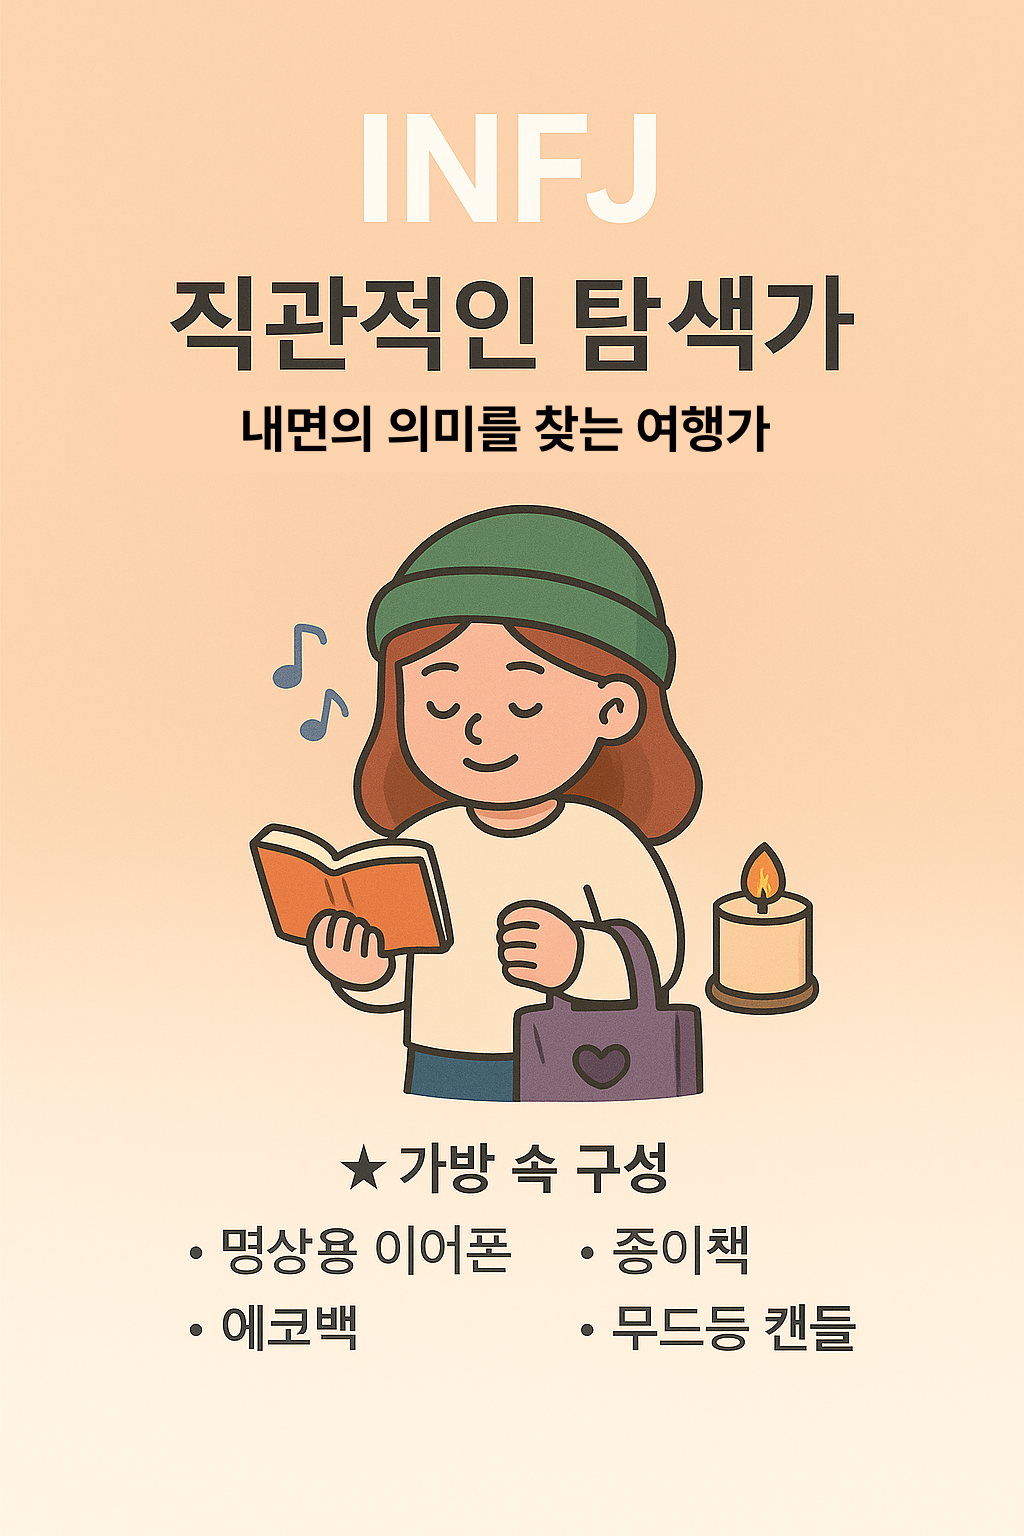 INFJ
직관적인 탐색가
내면의 의미를 찾는 여행가
★ 가방 속 구성
• 명상용 이어폰
• 종이책
• 에코백
• 무드등 캔들